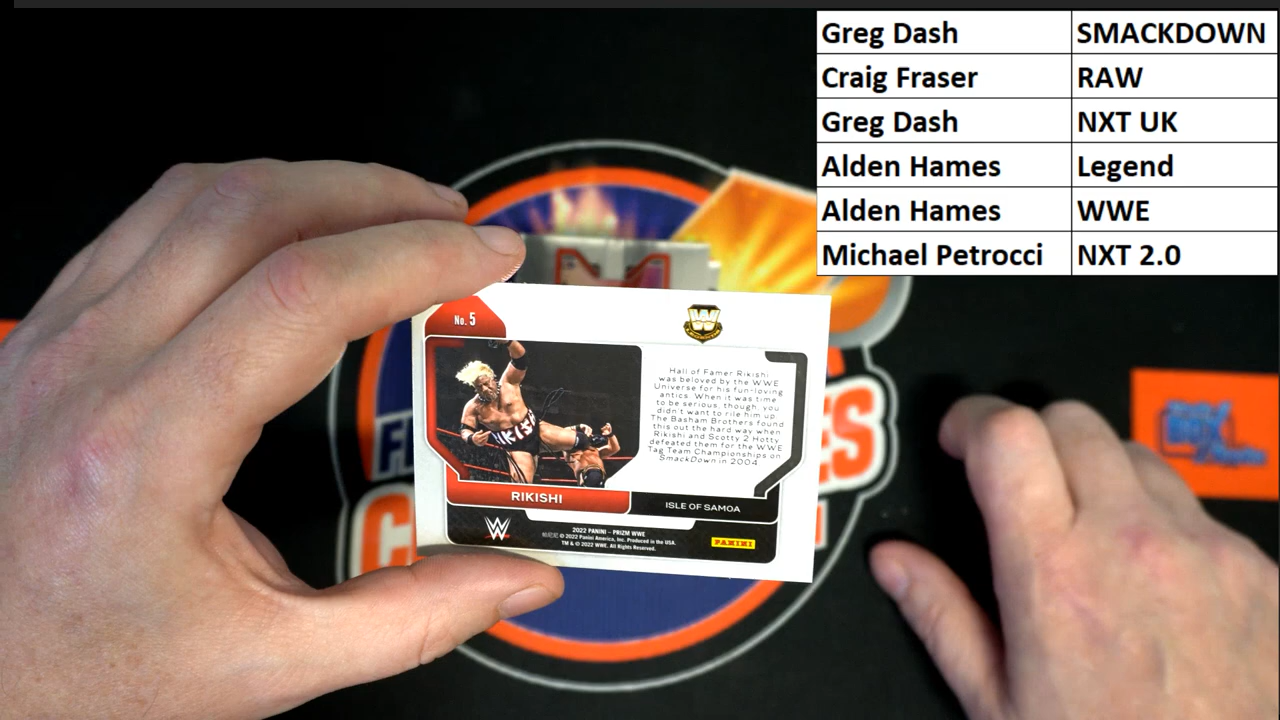 Greg Dash SMACKDOWN
Craig Fraser RAW
Greg Dash NXT UK
Alden Hames Legend
Alden Hames WWE
Michael Petrocci NXT 2.0
No. 5
Hall of Famer Rikishi
was beloved by the WWE
Universe for his fun-loving
antics. When it was time
to be serious, though, you
didn't want to rile him up.
The Basham Brothers found
this out the hard way when
Rikishi and Scotty 2 Hotty
defeated them for the WWE
Tag Team Championships on
SmackDown in 2004
RIKISHI
ISLE OF SAMOA
2022 PANINI – PRIZM WWE
© 2022 Panini America, Inc. Produced in the USA.
TM & © 2022 WWE. All Rights Reserved.
PANINI